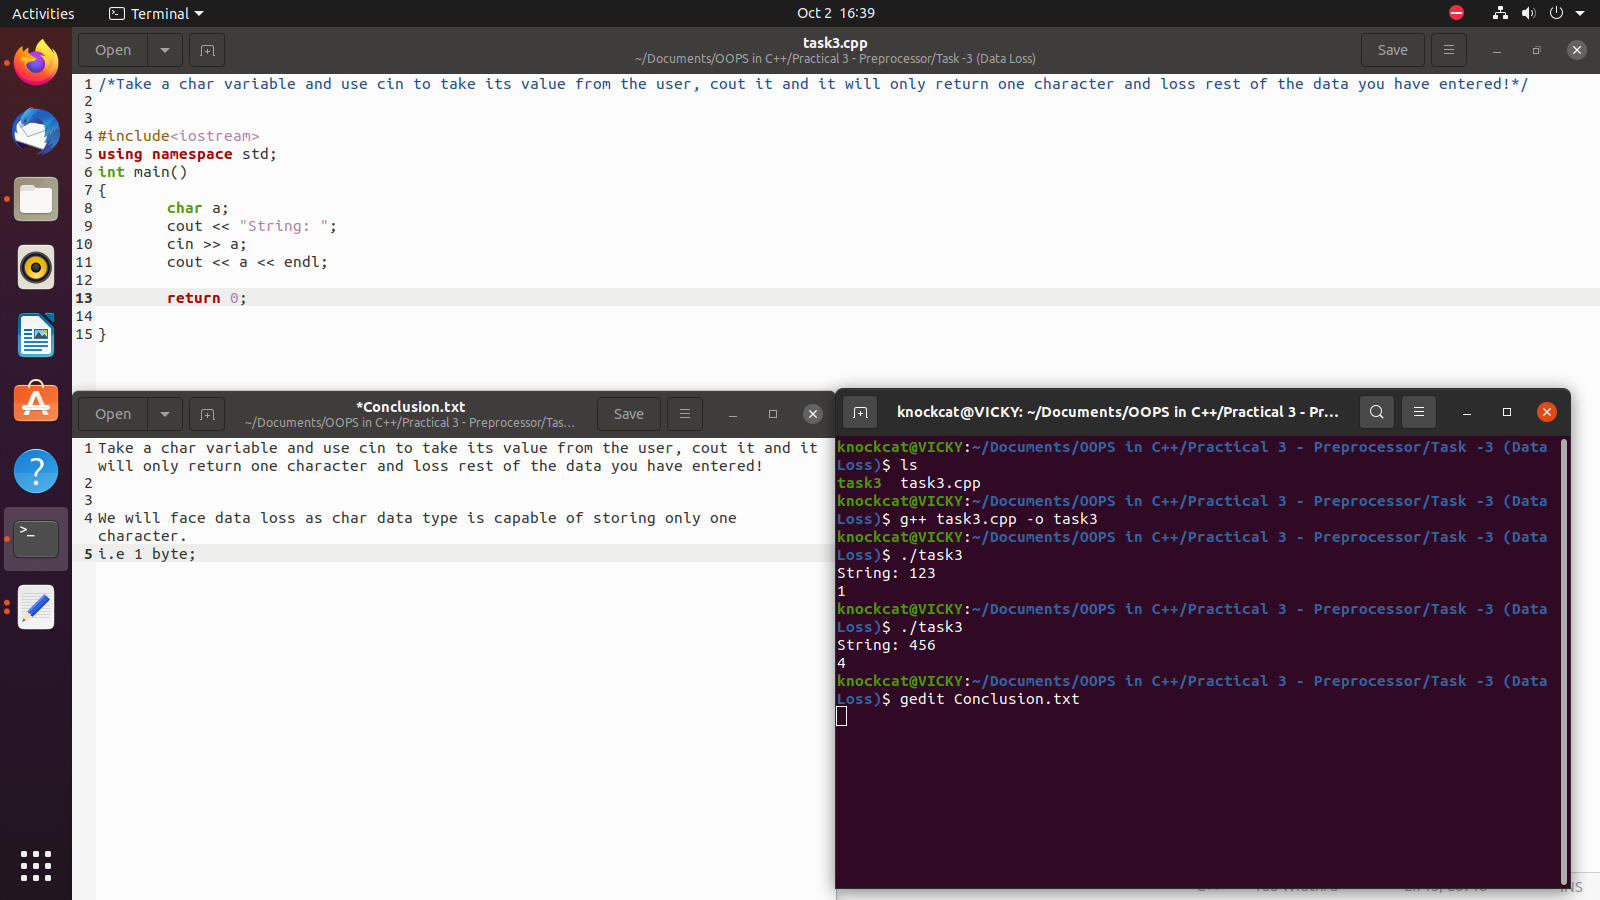 Activities
Terminal
Oct 2 16:39
Open
task3.cpp
~/Documents/OOPS in C++/Practical 3 - Preprocessor/Task -3 (Data Loss)
Save
1 /*Take a char variable and use cin to take its value from the user, cout it and it will only return one character and loss rest of the data you have entered!*/
2
3
4 #include<iostream>
5 using namespace std;
6 int main()
7 {
8 char a;
9 cout << "String: ";
10 cin >> a;
11 cout << a << endl;
12
13 return 0;
14
15 }
Open
*Conclusion.txt
~/Documents/OOPS in C++/Practical 3 - Preprocessor/Tas...
Save
1 Take a char variable and use cin to take its value from the user, cout it and it
will only return one character and loss rest of the data you have entered!
2
3
4 We will face data loss as char data type is capable of storing only one
character.
5 i.e 1 byte;
knockcat@VICKY: ~/Documents/OOPS in C++/Practical 3 - Pr...
knockcat@VICKY:~/Documents/OOPS in C++/Practical 3 - Preprocessor/Task -3 (Data
Loss)$ ls
task3 task3.cpp
knockcat@VICKY:~/Documents/OOPS in C++/Practical 3 - Preprocessor/Task -3 (Data
Loss)$ g++ task3.cpp -o task3
knockcat@VICKY:~/Documents/OOPS in C++/Practical 3 - Preprocessor/Task -3 (Data
Loss)$ ./task3
String: 123
1
knockcat@VICKY:~/Documents/OOPS in C++/Practical 3 - Preprocessor/Task -3 (Data
Loss)$ ./task3
String: 456
4
knockcat@VICKY:~/Documents/OOPS in C++/Practical 3 - Preprocessor/Task -3 (Data
Loss)$ gedit Conclusion.txt